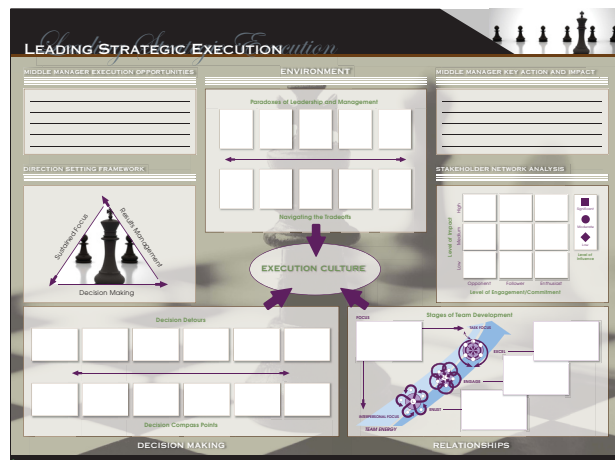 LEADING STRATEGIC EXECUTION
MIDDLE MANAGER EXECUTION OPPORTUNITIES
ENVIRONMENT
MIDDLE MANAGER KEY ACTION AND IMPACT
Paradoxes of Leadership and Management
Navigating the Tradeoffs
DIRECTION SETTING FRAMEWORK
Sustained Focus
Results Management
Decision Making
STAKEHOLDER NETWORK ANALYSIS
Level of Impact
High
Medium
Low
Opponent
Follower
Enthusiast
Level of Engagement/Commitment
Significant
Moderate
Low
Level of Influence
EXECUTION CULTURE
Decision Detours
Decision Compass Points
DECISION MAKING
Stages of Team Development
FOCUS
TASK FOCUS
EXCEL
ENGAGE
START
INTERPERSONAL FOCUS
TEAM ENERGY
RELATIONSHIPS